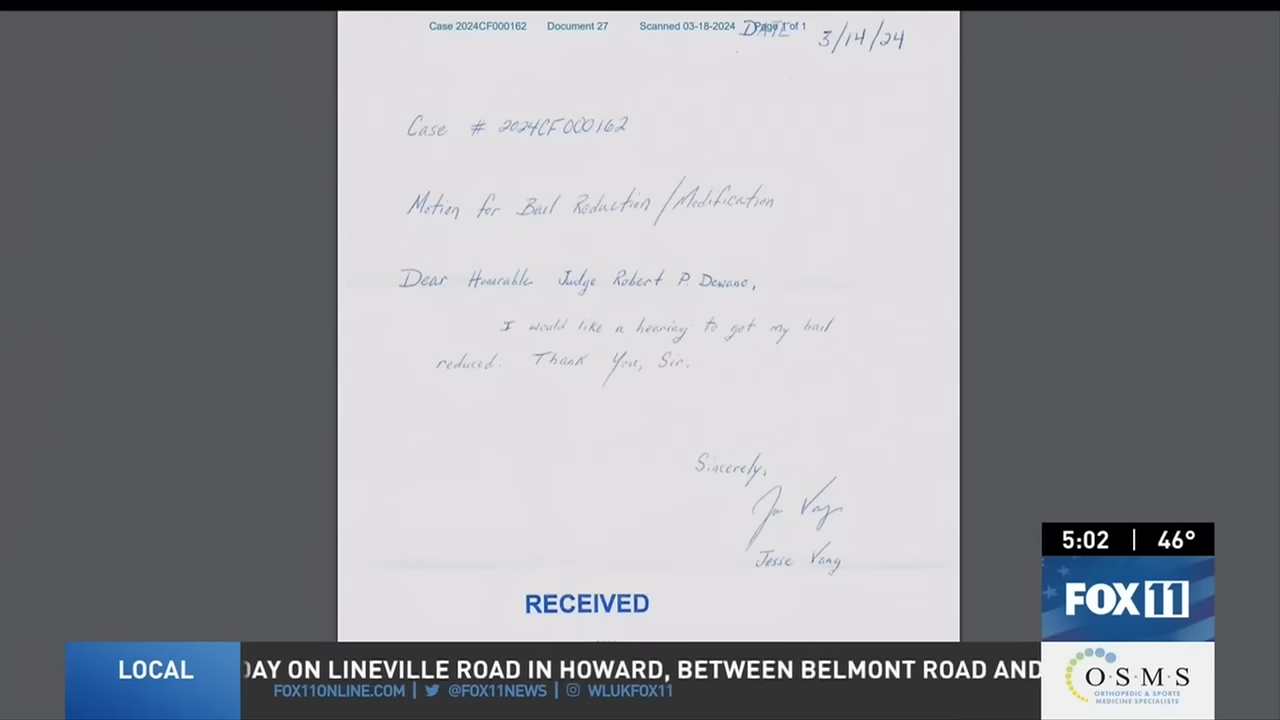 Case 2024CF000162 Document 27 Scanned 03-18-2024 Page 1 of 1
DATE 3/14/24
Case # 2024CF000162
Motion for Bail Reduction/Modification
Dear Honorable Judge Robert P. Dewane,
I would like a hearing to get my bail
reduced. Thank You, Sir.
Sincerely,
Jesse Vang
RECEIVED
5:02 | 46°
FOX 11
LOCAL
DAY ON LINEVILLE ROAD IN HOWARD, BETWEEN BELMONT ROAD AND
FOX11ONLINE.COM | @FOX11NEWS | WLUKFOX11
O·S·M·S
ORTHOPEDIC & SPORTS
MEDICINE SPECIALISTS